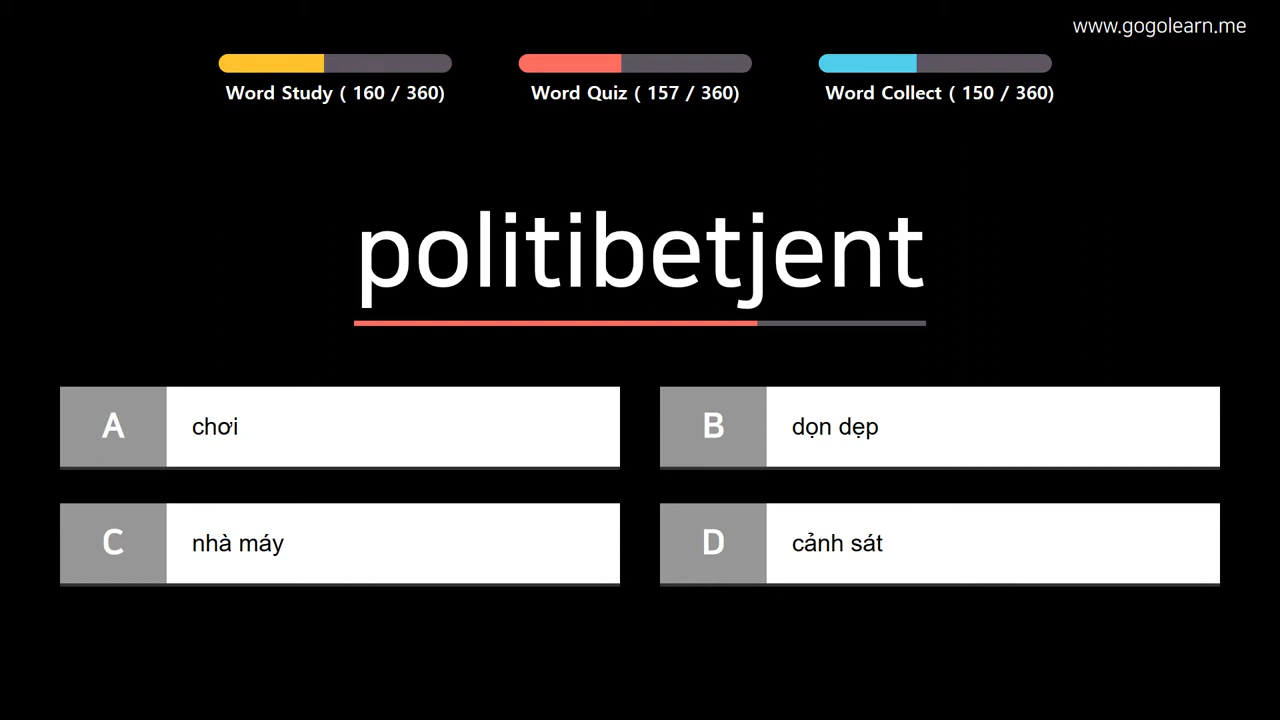 www.gogolearn.me
Word Study ( 160 / 360)
Word Quiz ( 157 / 360)
Word Collect ( 150 / 360)
politibetjent
A chơi
B dọn dẹp
C nhà máy
D cảnh sát